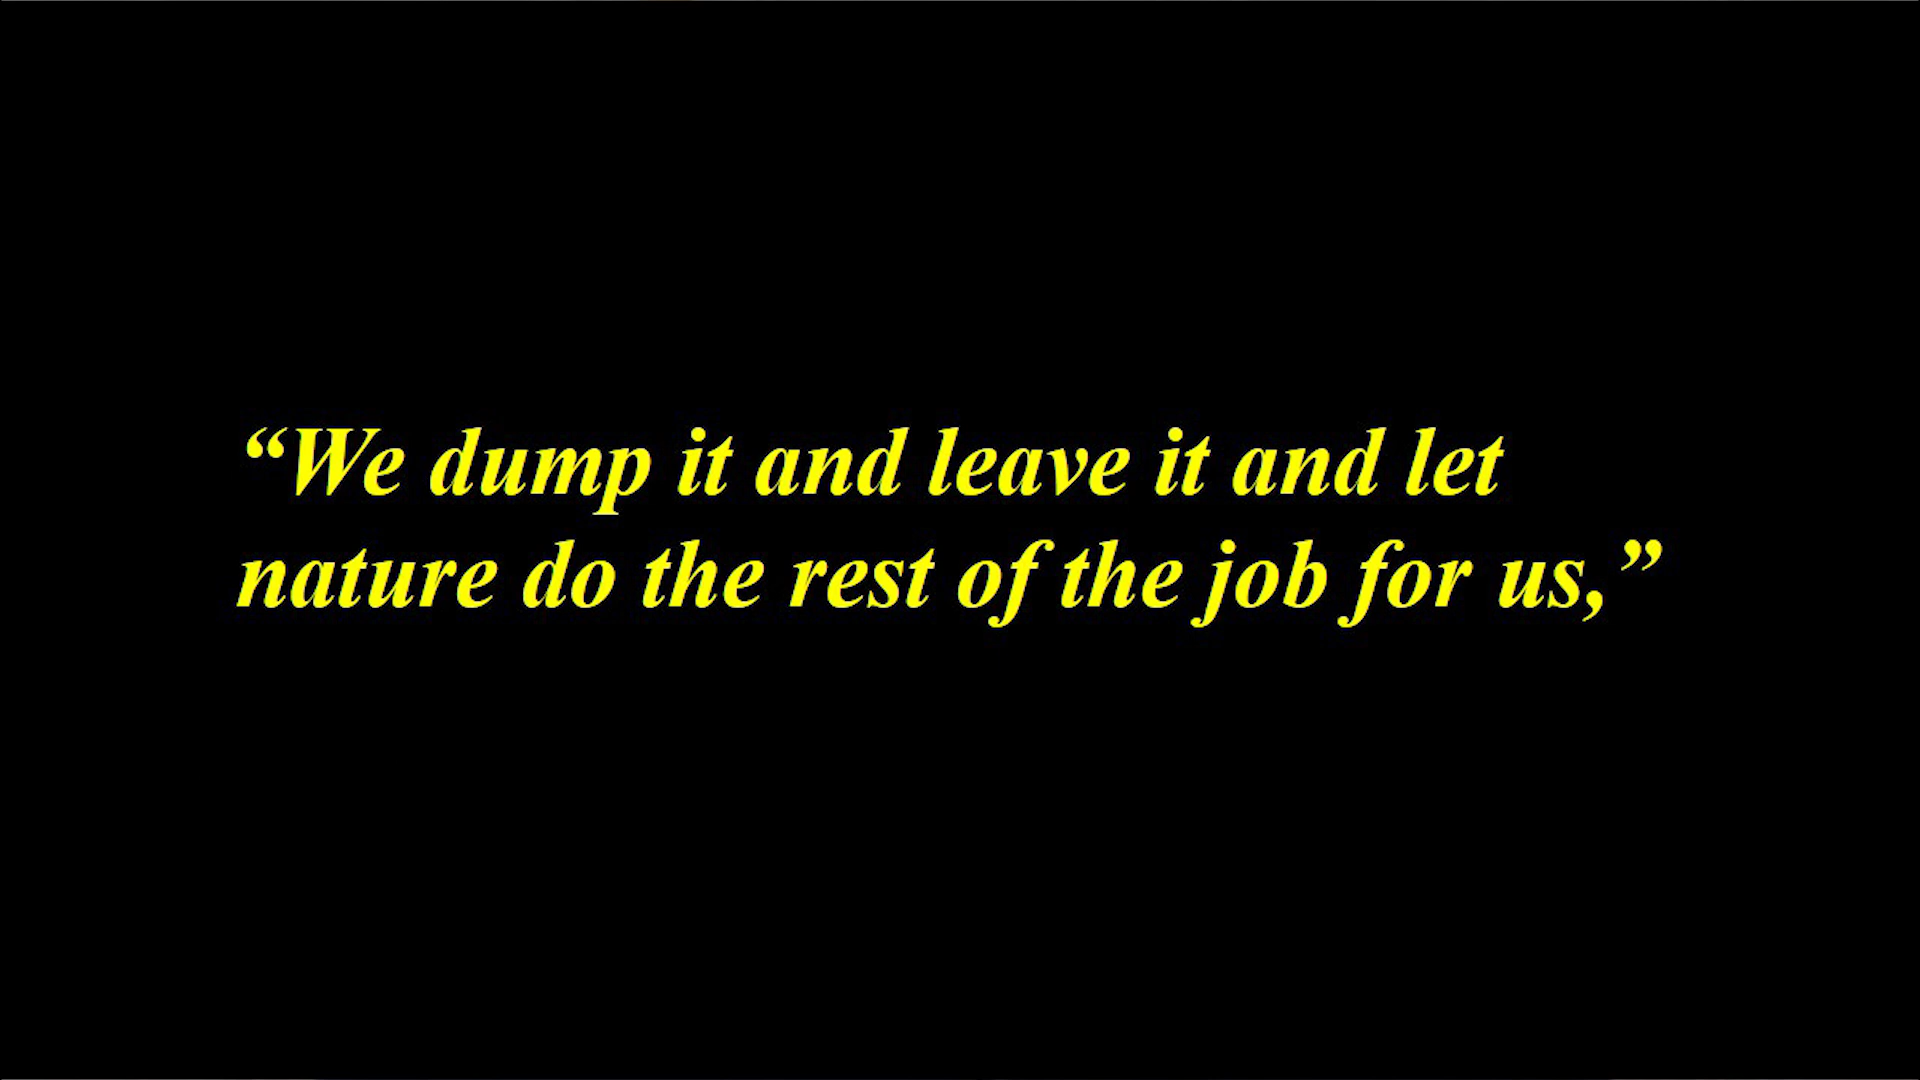 “We dump it and leave it and let
nature do the rest of the job for us,”